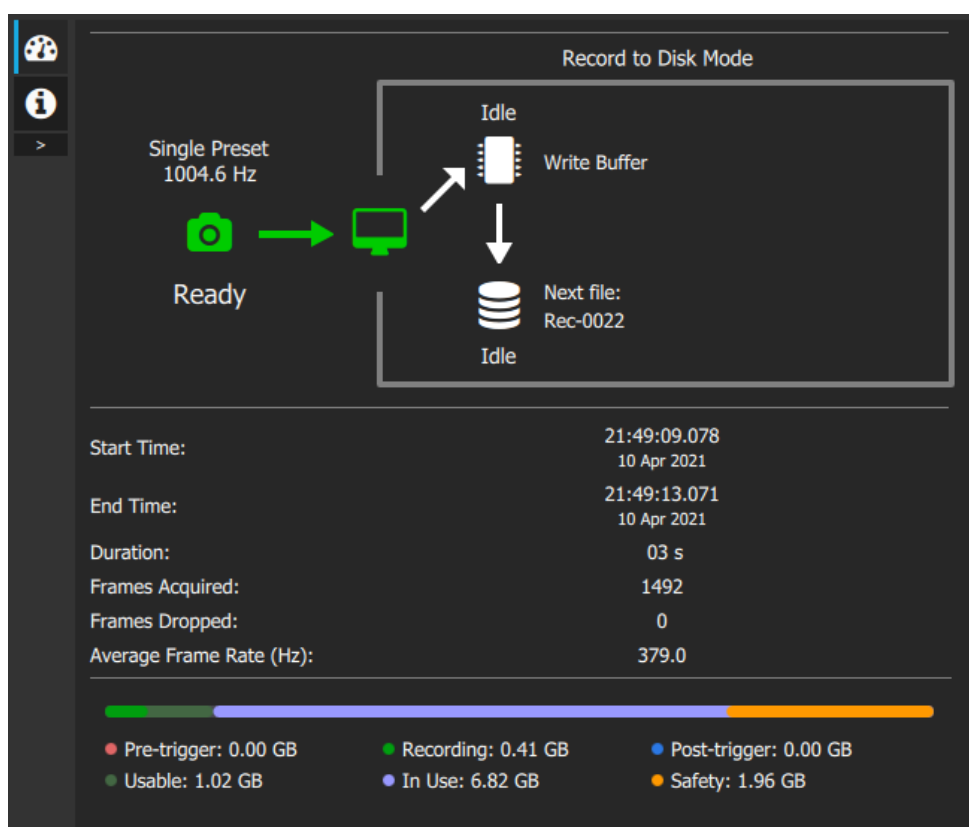 Record to Disk Mode
Idle
Single Preset
1004.6 Hz
Write Buffer
>
Ready
Next file:
Rec-0022
Idle
Start Time: 21:49:09.078
10 Apr 2021
End Time: 21:49:13.071
10 Apr 2021
Duration: 03 s
Frames Acquired: 1492
Frames Dropped: 0
Average Frame Rate (Hz): 379.0
Pre-trigger: 0.00 GB Recording: 0.41 GB Post-trigger: 0.00 GB
Usable: 1.02 GB In Use: 6.82 GB Safety: 1.96 GB